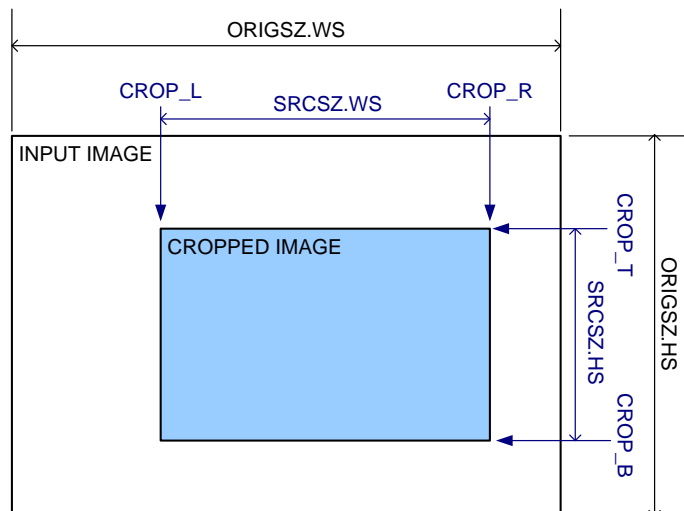 ORIGSZ.WS
CROP_L
SRCSZ.WS
CROP_R
INPUT IMAGE
CROPPED IMAGE
CROP_T
SRCSZ.HS
ORIGSZ.HS
CROP_B